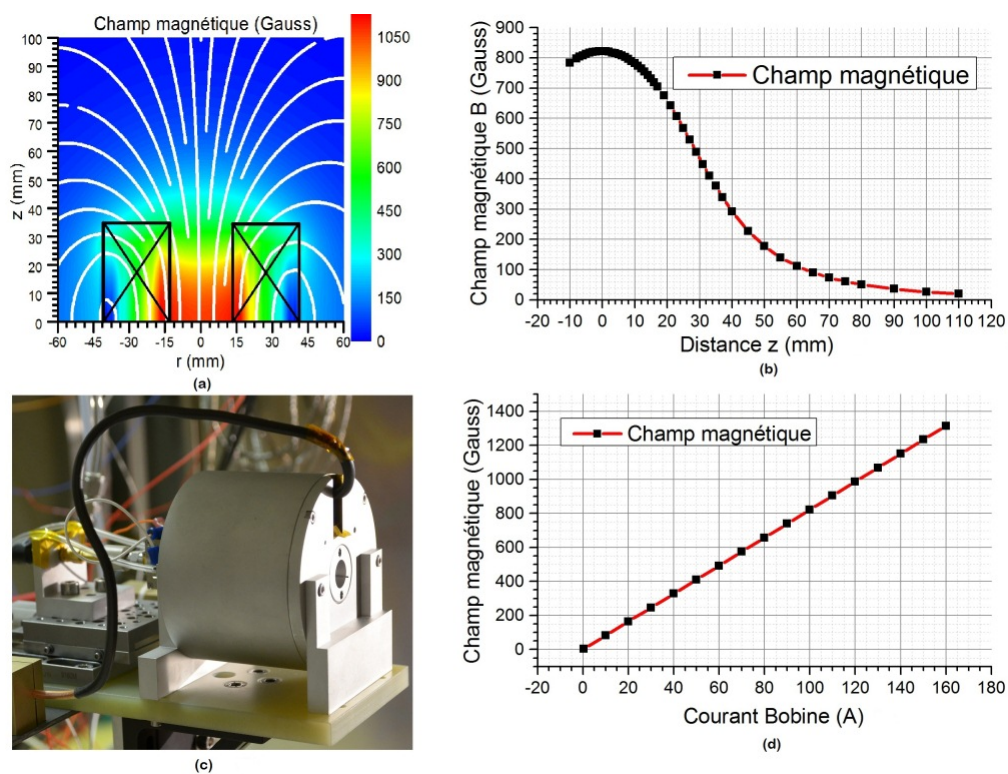 Champ magnétique (Gauss)
100
90
80
70
60
50
40
30
20
10
0
z (mm)
-60 -45 -30 -15 0 15 30 45 60
r (mm)
1050
900
750
600
450
300
150
0
(a)
900
800
700
600
500
400
300
200
100
0
Champ magnétique B (Gauss)
Champ magnétique
-20 -10 0 10 20 30 40 50 60 70 80 90 100 110 120
Distance z (mm)
(b)
(c)
1400
1200
1000
800
600
400
200
0
Champ magnétique (Gauss)
Champ magnétique
-20 0 20 40 60 80 100 120 140 160 180
Courant Bobine (A)
(d)